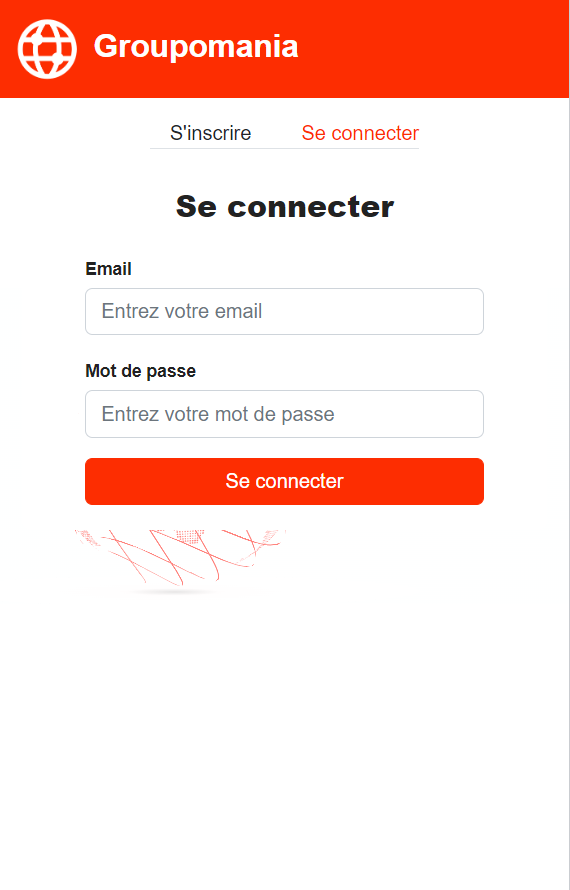 Groupomania
S'inscrire Se connecter
Se connecter
Email
Entrez votre email
Mot de passe
Entrez votre mot de passe
Se connecter